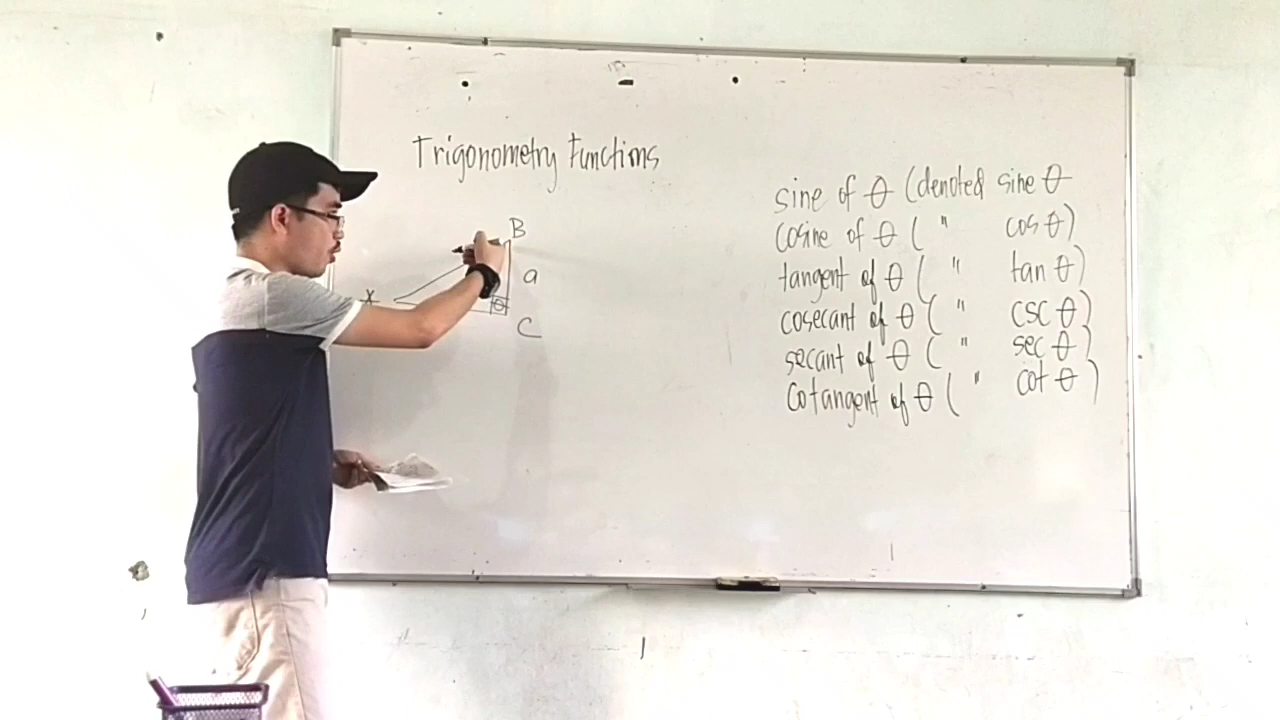 Trigonometry Functions
B
a
x
θ
C
sine of θ (denoted sine θ
cosine of θ ( " cos θ)
tangent of θ ( " tan θ)
cosecant of θ ( " csc θ)
secant of θ ( " sec θ)
Cotangent of θ ( " cot θ)